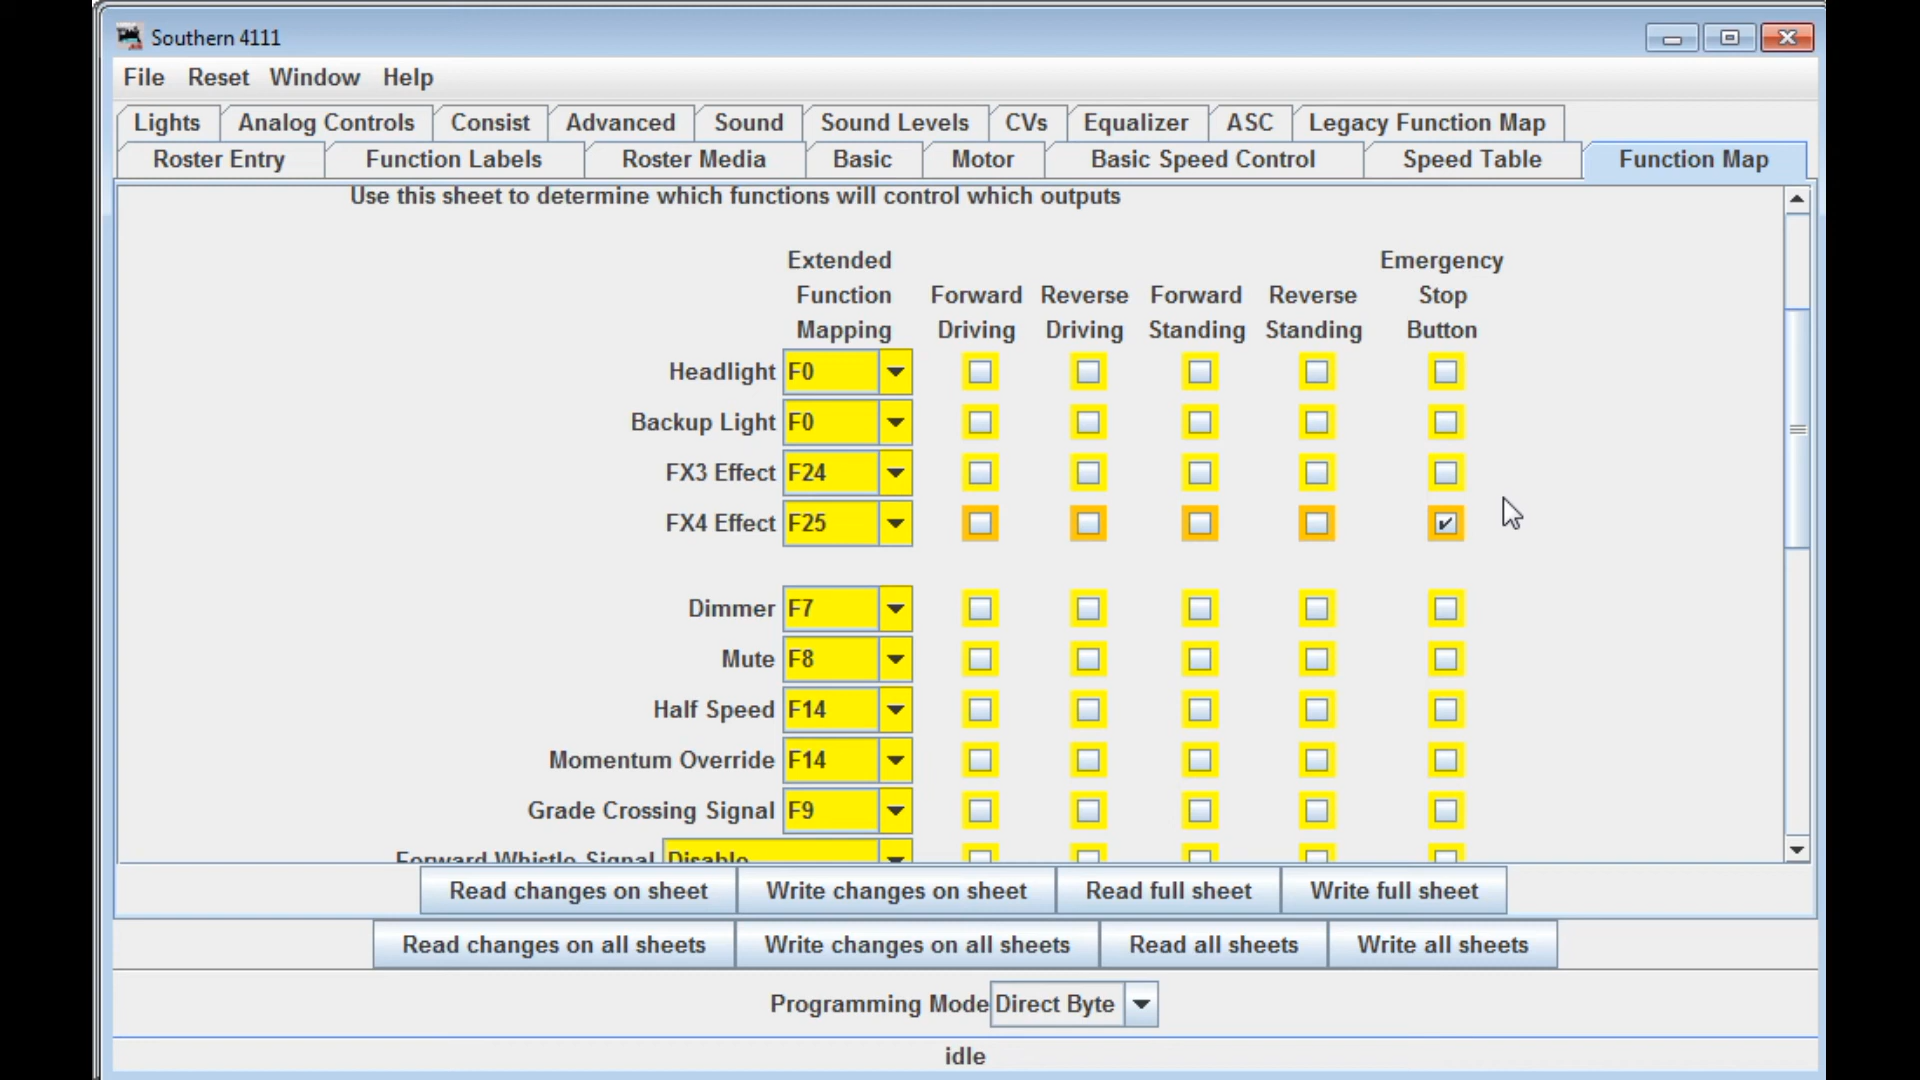 Southern 4111
File Reset Window Help
Lights Analog Controls Consist Advanced Sound Sound Levels CVs Equalizer ASC Legacy Function Map
Roster Entry Function Labels Roster Media Basic Motor Basic Speed Control Speed Table Function Map
Use this sheet to determine which functions will control which outputs
Extended Emergency
Function Forward Reverse Forward Reverse Stop
Mapping Driving Driving Standing Standing Button
Headlight F0
Backup Light F0
FX3 Effect F24
FX4 Effect F25
Dimmer F7
Mute F8
Half Speed F14
Momentum Override F14
Grade Crossing Signal F9
Forward Whistle Signal Disable
Read changes on sheet Write changes on sheet Read full sheet Write full sheet
Read changes on all sheets Write changes on all sheets Read all sheets Write all sheets
Programming Mode Direct Byte
idle